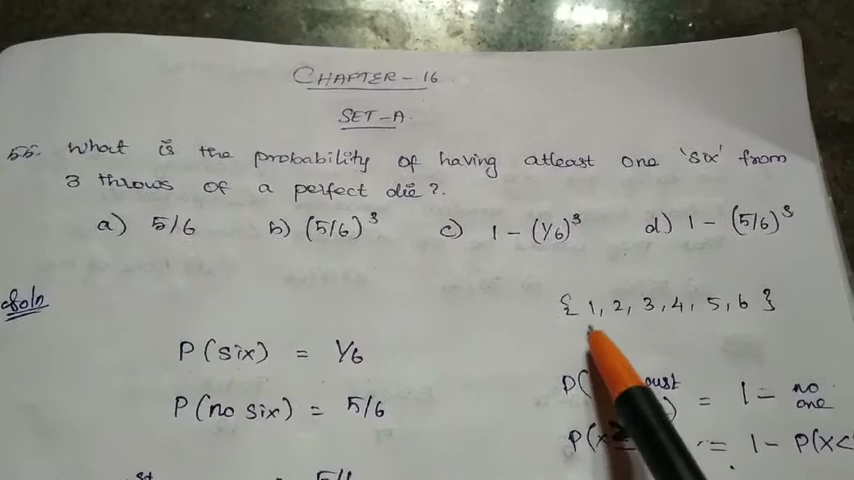 CHAPTER - 16
SET-A.
55. What is the probability of having atleast one 'six' from
3 throws of a perfect die?.
a) 5/6 b) (5/6)³ c) 1 - (1/6)³ d) 1 - (5/6)³
Soln
{ 1, 2, 3, 4, 5, 6 }
P(six) = 1/6
P(no six) = 5/6
P( = 1 - no one
P(x = 1 - P(x<